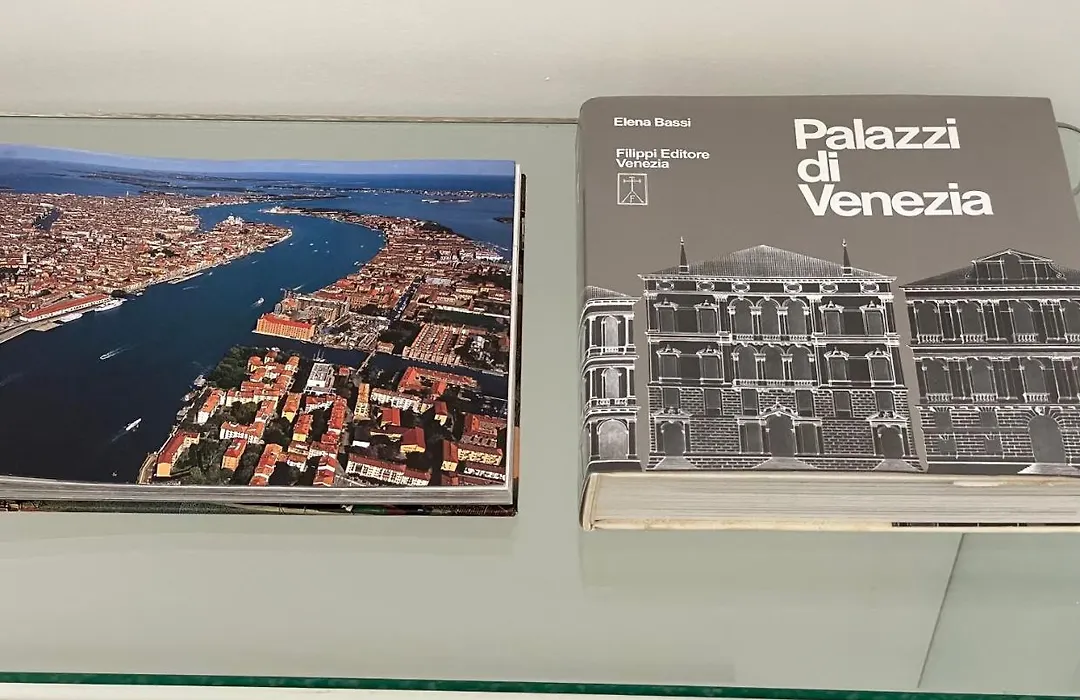 Elena Bassi
Filippi Editore
Venezia
F
Palazzi
di
Venezia